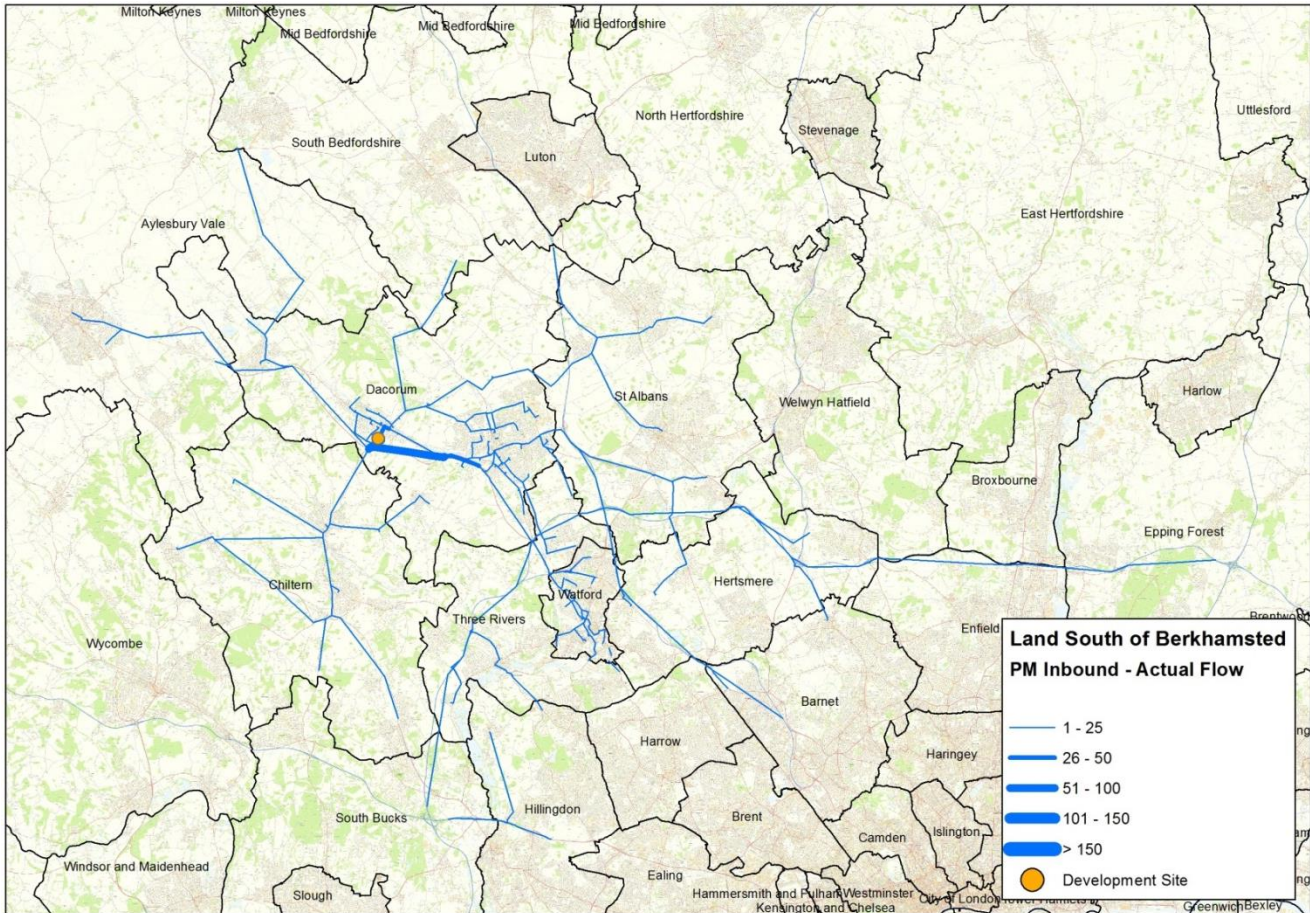 Milton Keynes
Milton Keynes
Mid Bedfordshire
Mid Bedfordshire
Mid Bedfordshire
North Hertfordshire
Uttlesford
Stevenage
South Bedfordshire
Luton
East Hertfordshire
Aylesbury Vale
Dacorum
St Albans
Welwyn Hatfield
Harlow
Broxbourne
Epping Forest
Chiltern
Hertsmere
Watford
Three Rivers
Wycombe
Enfield
Brentwood
Barnet
Harrow
Haringey
Hillingdon
South Bucks
Brent
Camden
Islington
Windsor and Maidenhead
Slough
Ealing
Hammersmith and Fulham
Westminster
City of London
Kensington and Chelsea
Greenwich
Bexley
Land South of Berkhamsted
PM Inbound - Actual Flow
1 - 25
26 - 50
51 - 100
101 - 150
> 150
Development Site